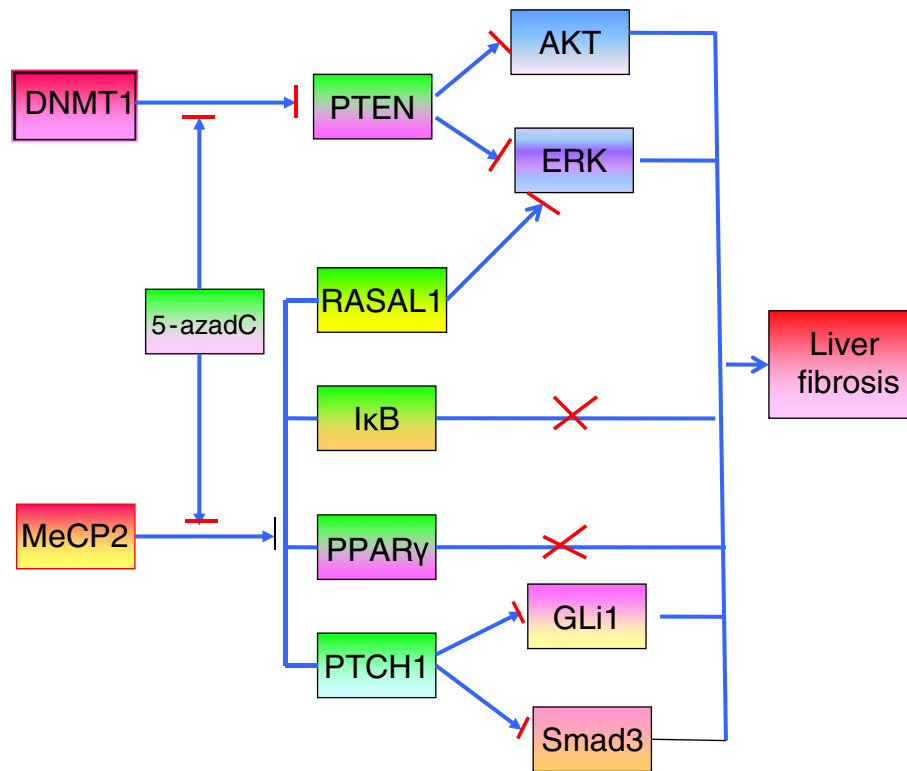 AKT
DNMT1
PTEN
ERK
RASAL1
5-azadC
Liver
fibrosis
IκB
MeCP2
PPARγ
GLi1
PTCH1
Smad3